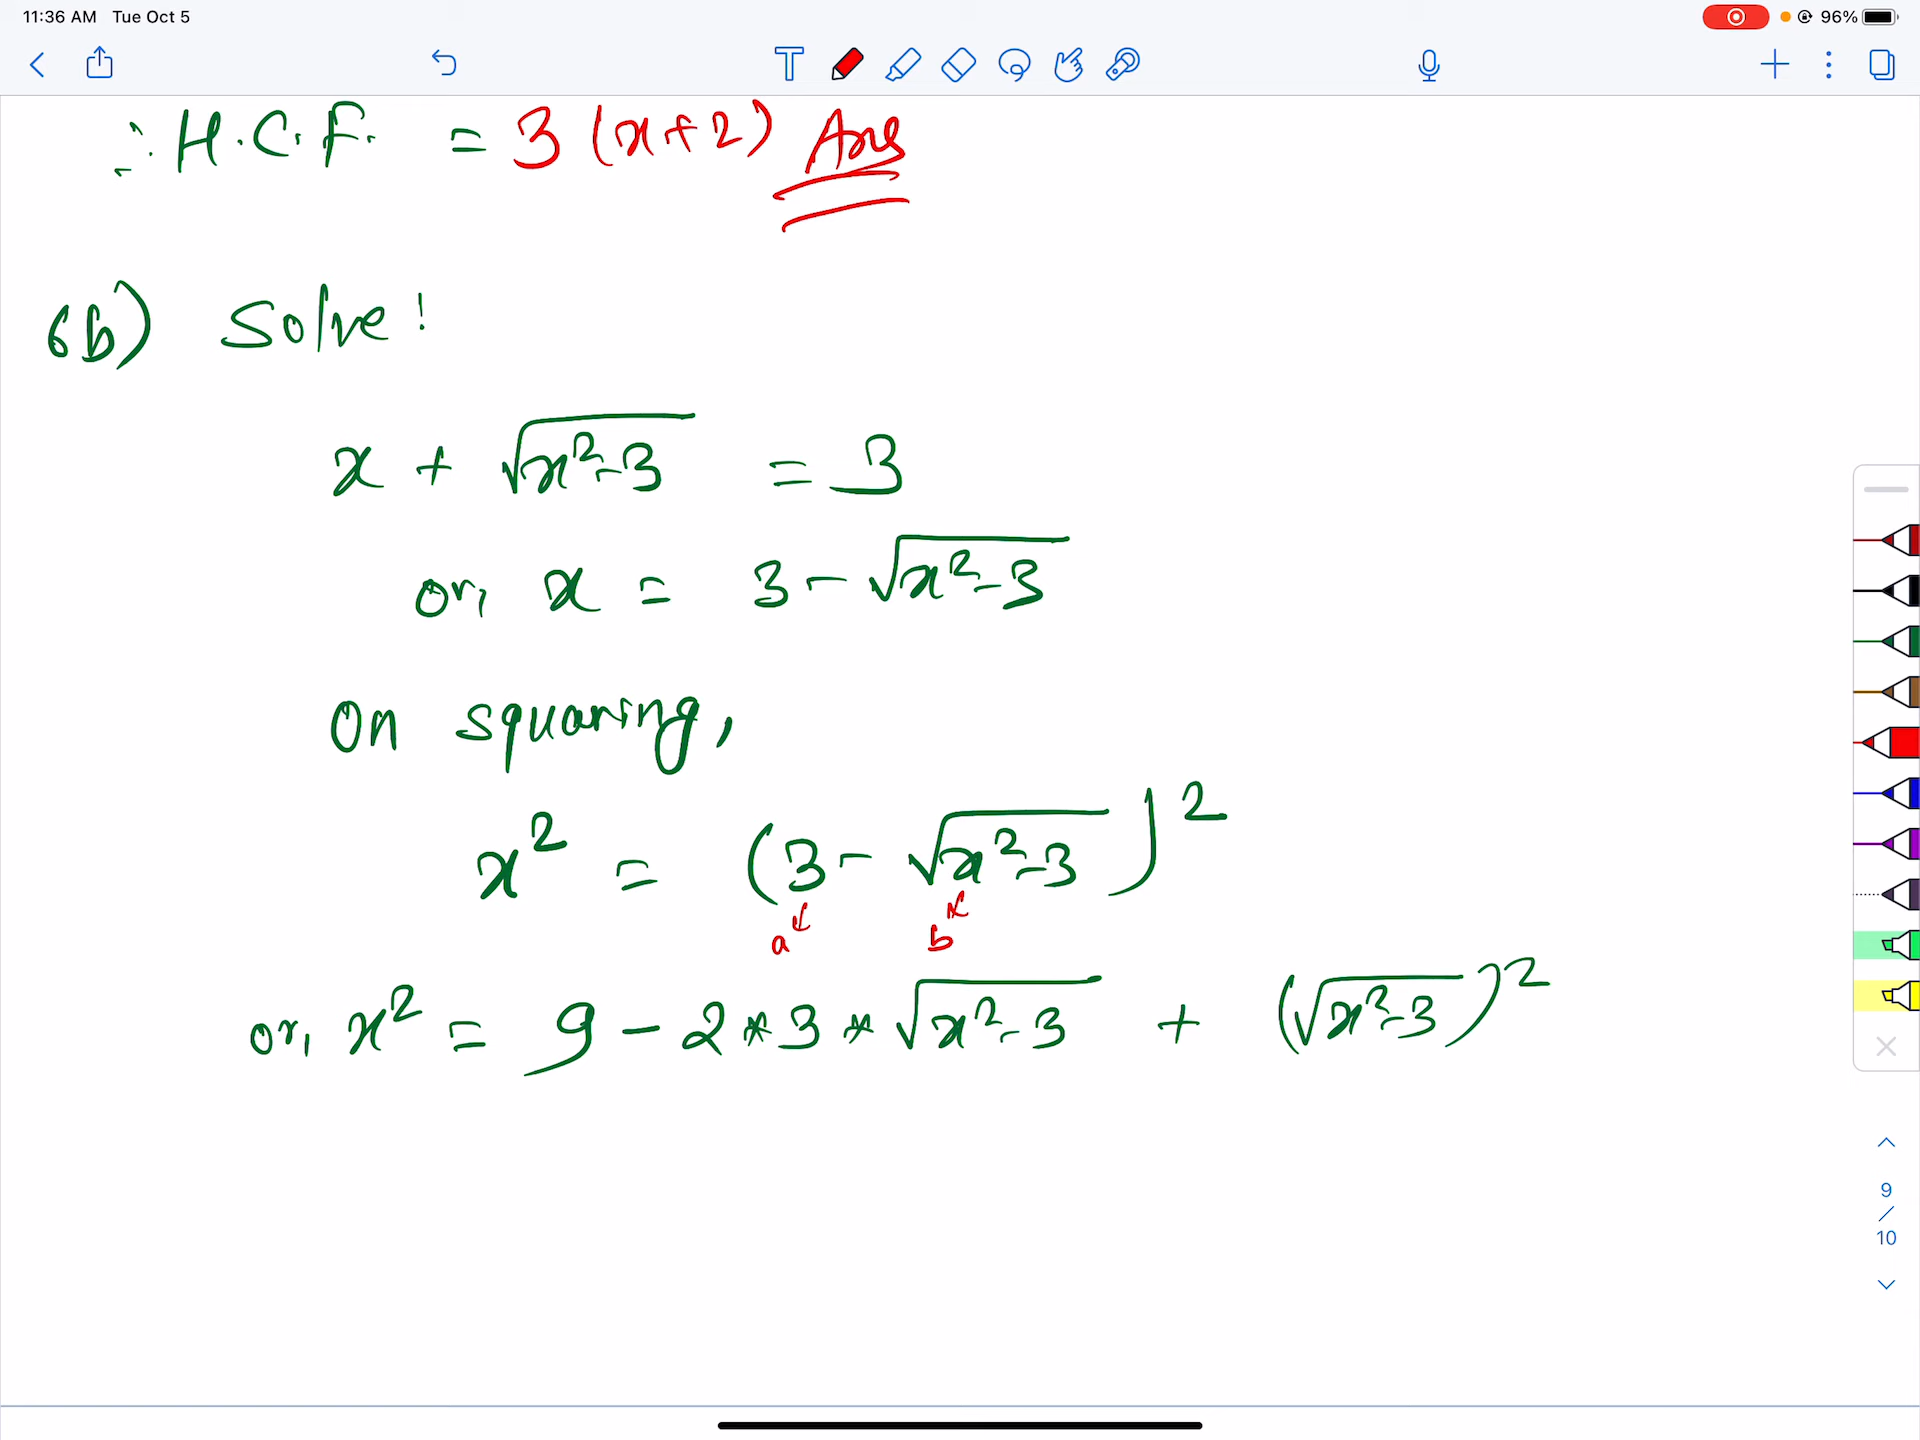 11:36 AM Tue Oct 5 96%
T
∴ H.C.F. = 3 (x+2) Ans
6b) Solve:
x + √(x²-3) = 3
or, x = 3 - √(x²-3)
On squaring,
x² = (3 - √(x²-3))²
a b
or, x² = 9 - 2*3*√(x²-3) + (√(x²-3))²
9
/
10